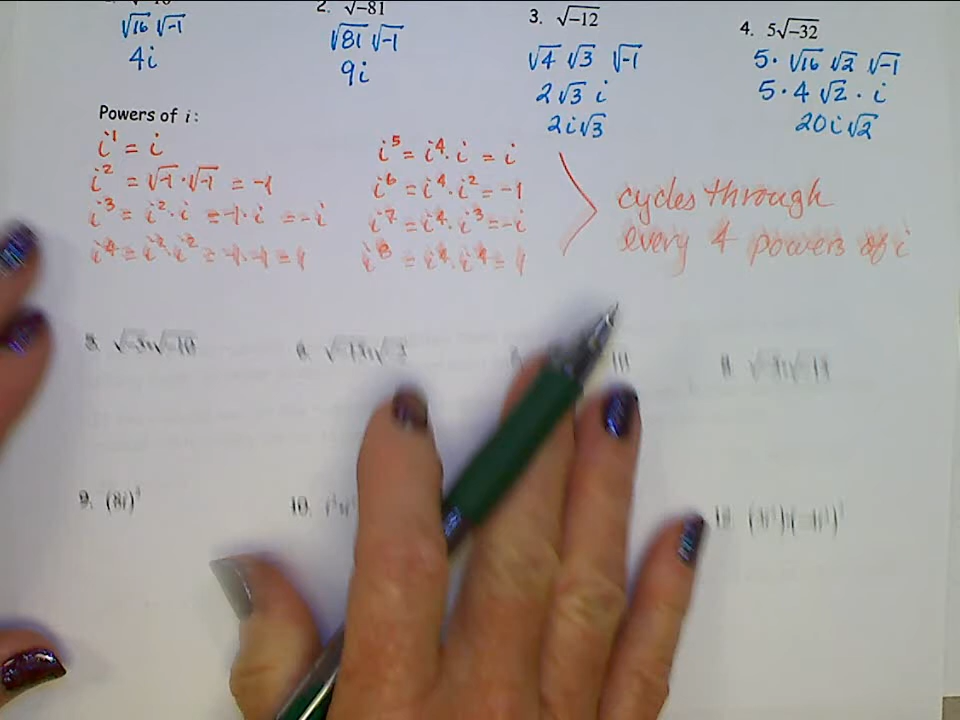 2. √-81
3. √-12
4. 5√-32
√16 √-1
√81 √-1
√4 √3 √-1
5· √16 √2 √-1
4i
9i
2√3 i
5·4√2 · i
2i√3
20i√2
Powers of i:
i¹ = i
i² = √-1·√-1 = -1
i³ = i²·i = -1·i = -i
i⁴ = i²·i² = -1·-1 = 1
i⁵ = i⁴·i = i
i⁶ = i⁴·i² = -1
i⁷ = i⁴·i³ = -i
i⁸ = i⁴·i⁴ = 1
cycles through
every 4 powers of i
9.
10.